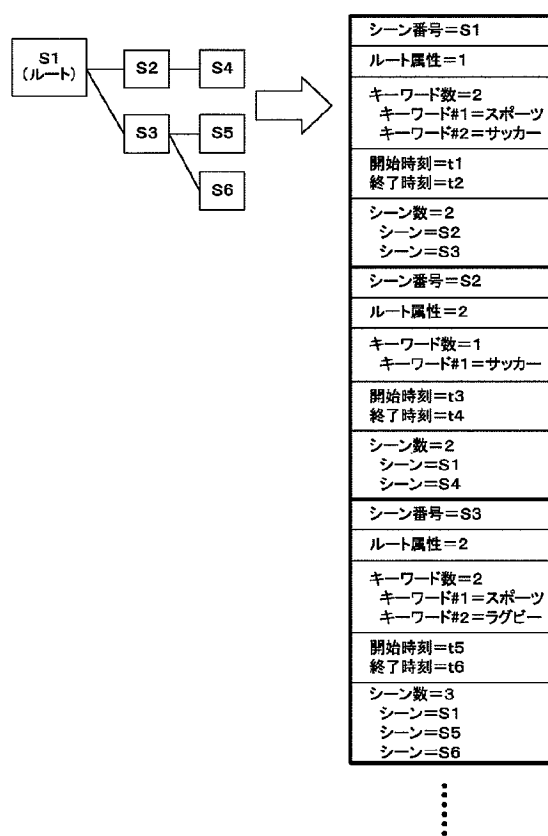 S1
(ルート)
S2
S4
S3
S5
S6
シーン番号=S1
ルート属性=1
キーワード数=2
キーワード#1=スポーツ
キーワード#2=サッカー
開始時刻=t1
終了時刻=t2
シーン数=2
シーン=S2
シーン=S3
シーン番号=S2
ルート属性=2
キーワード数=1
キーワード#1=サッカー
開始時刻=t3
終了時刻=t4
シーン数=2
シーン=S1
シーン=S4
シーン番号=S3
ルート属性=2
キーワード数=2
キーワード#1=スポーツ
キーワード#2=ラグビー
開始時刻=t5
終了時刻=t6
シーン数=3
シーン=S1
シーン=S5
シーン=S6